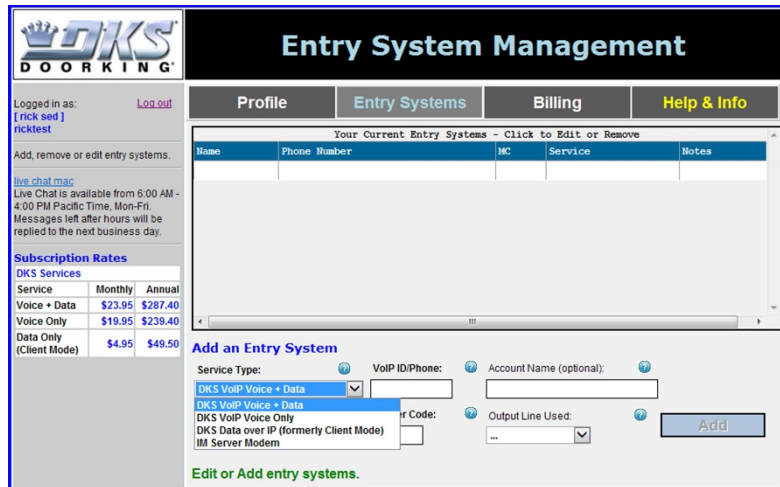 DKS
DOORKING
Entry System Management
Logged in as:
Log out
[ rick sed ]
ricktest
Add, remove or edit entry systems.
live chat mac
Live Chat is available from 6:00 AM -
4:00 PM Pacific
Time, Mon-Fri.
Messages left after hours will be
replied to the next business day.
Subscription Rates
DKS Services
Service Monthly Annual
Voice + Data $23.95 $287.40
Voice Only $19.95 $239.40
Data Only
(Client Mode) $4.95 $49.50
Profile
Entry Systems
Billing
Help & Info
Your Current Entry Systems - Click to Edit or Remove
Name Phone Number MC Service Notes
Add an Entry System
Service Type: VoIP ID/Phone: Account Name (optional):
DKS VoIP Voice + Data
DKS VoIP Voice + Data
DKS VoIP Voice Only
DKS Data over IP (formerly Client Mode)
IM Server Modem
Code:
Output Line Used:
...
Add
Edit or Add entry systems.